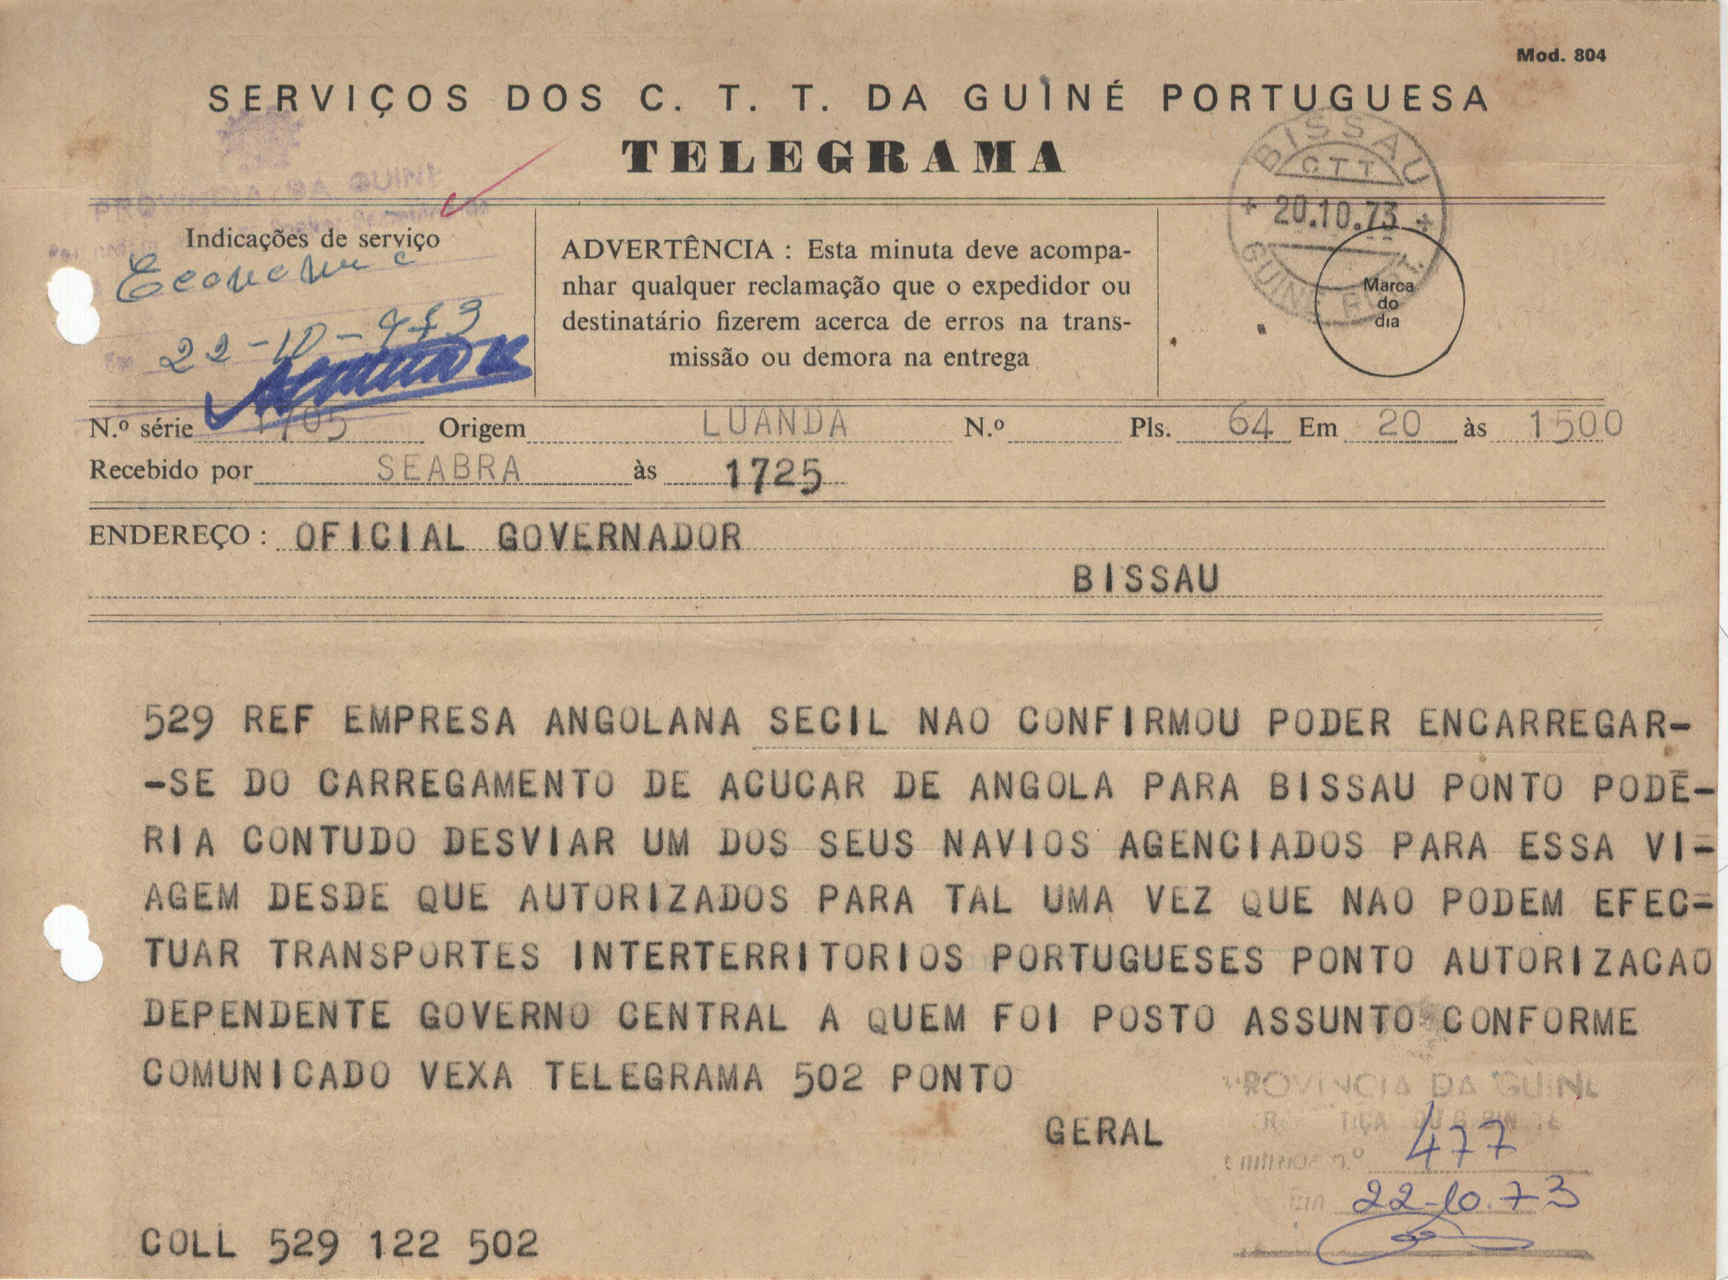 Mod. 804
SERVIÇOS DOS C. T. T. DA GUINÉ PORTUGUESA
TELEGRAMA
BISSAU
CTT
20.10.73
GUINÉ PORT.
Indicações de serviço
Economia
22-10-973
ADVERTÊNCIA : Esta minuta deve acompa-
nhar qualquer reclamação que o expedidor ou
destinatário fizerem acerca de erros na trans-
missão ou demora na entrega
Marca
do
dia
N.º série 1705 Origem LUANDA N.º Pls. 64 Em 20 às 1500
Recebido por SEABRA às 1725
ENDEREÇO : OFICIAL GOVERNADOR
BISSAU
529 REF EMPRESA ANGOLANA SECIL NAO CONFIRMOU PODER ENCARREGAR-
-SE DO CARREGAMENTO DE ACUCAR DE ANGOLA PARA BISSAU PONTO PODE-
RIA CONTUDO DESVIAR UM DOS SEUS NAVIOS AGENCIADOS PARA ESSA VI-
AGEM DESDE QUE AUTORIZADOS PARA TAL UMA VEZ QUE NAO PODEM EFEC-
TUAR TRANSPORTES INTERTERRITORIOS PORTUGUESES PONTO AUTORIZACAO
DEPENDENTE GOVERNO CENTRAL A QUEM FOI POSTO ASSUNTO CONFORME
COMUNICADO VEXA TELEGRAMA 502 PONTO
GERAL
PROVINCIA DA GUINE
n.º 477
22-10.73
COLL 529 122 502